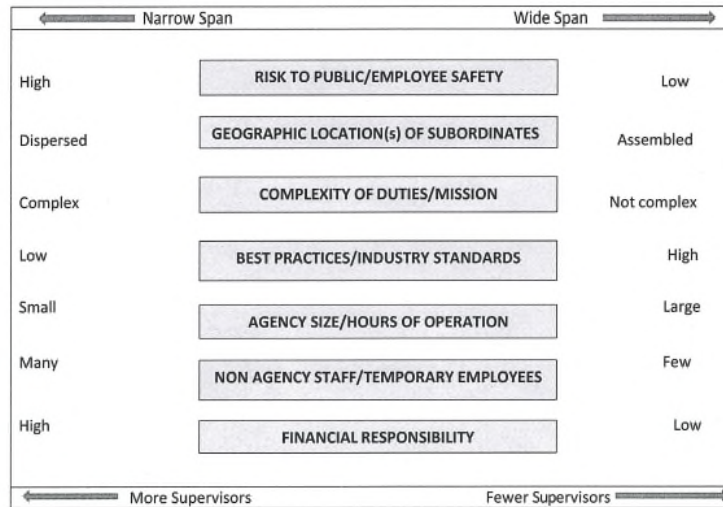 Narrow Span Wide Span
High RISK TO PUBLIC/EMPLOYEE SAFETY Low
Dispersed GEOGRAPHIC LOCATION(s) OF SUBORDINATES Assembled
Complex COMPLEXITY OF DUTIES/MISSION Not complex
Low BEST PRACTICES/INDUSTRY STANDARDS High
Small AGENCY SIZE/HOURS OF OPERATION Large
Many NON AGENCY STAFF/TEMPORARY EMPLOYEES Few
High FINANCIAL RESPONSIBILITY Low
More Supervisors Fewer Supervisors